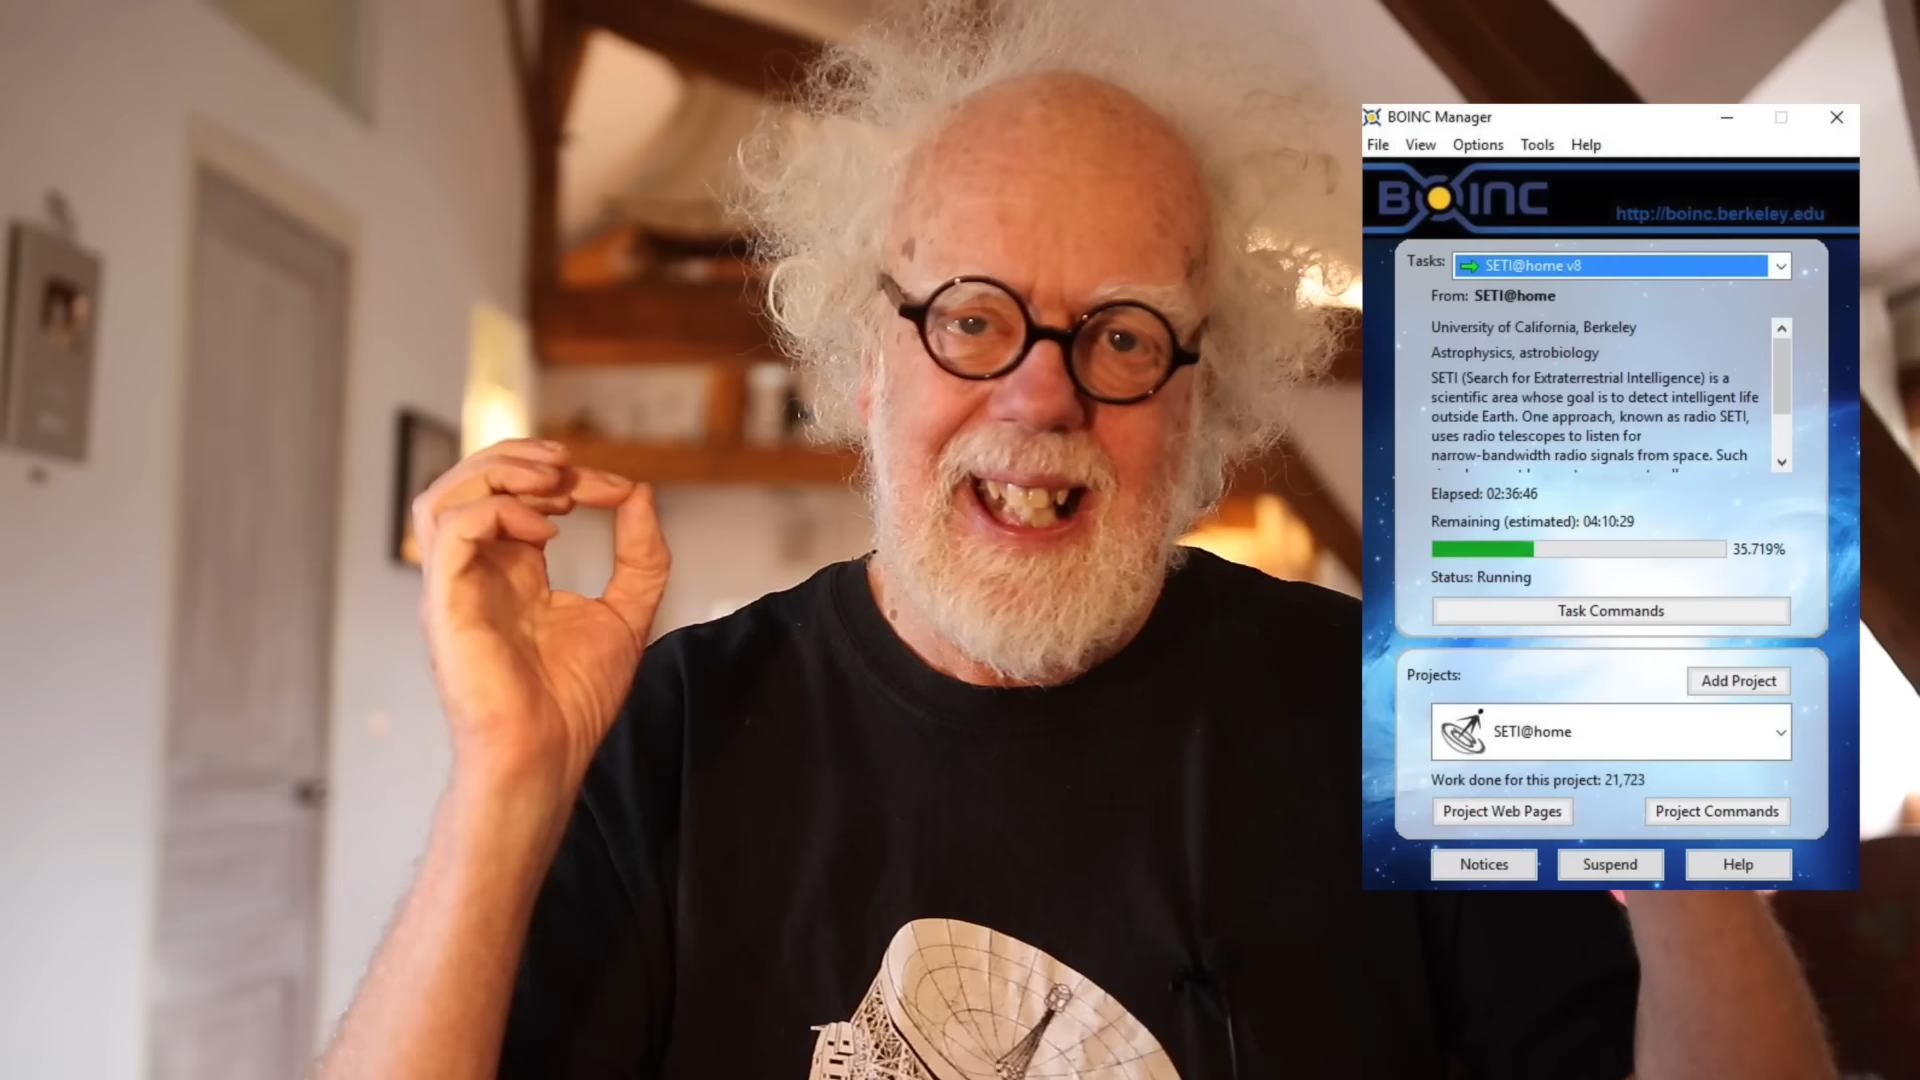 BOINC Manager
File View Options Tools Help
BOINC
http://boinc.berkeley.edu
Tasks: SETI@home v8
From: SETI@home
University of California, Berkeley
Astrophysics, astrobiology
SETI (Search for Extraterrestrial Intelligence) is a
scientific area whose goal is to detect intelligent life
outside Earth. One approach, known as radio SETI,
uses radio telescopes to listen for
narrow-bandwidth radio signals from space. Such
Elapsed: 02:36:46
Remaining (estimated): 04:10:29
35.719%
Status: Running
Task Commands
Projects:
Add Project
SETI@home
Work done for this project: 21,723
Project Web Pages Project Commands
Notices Suspend Help